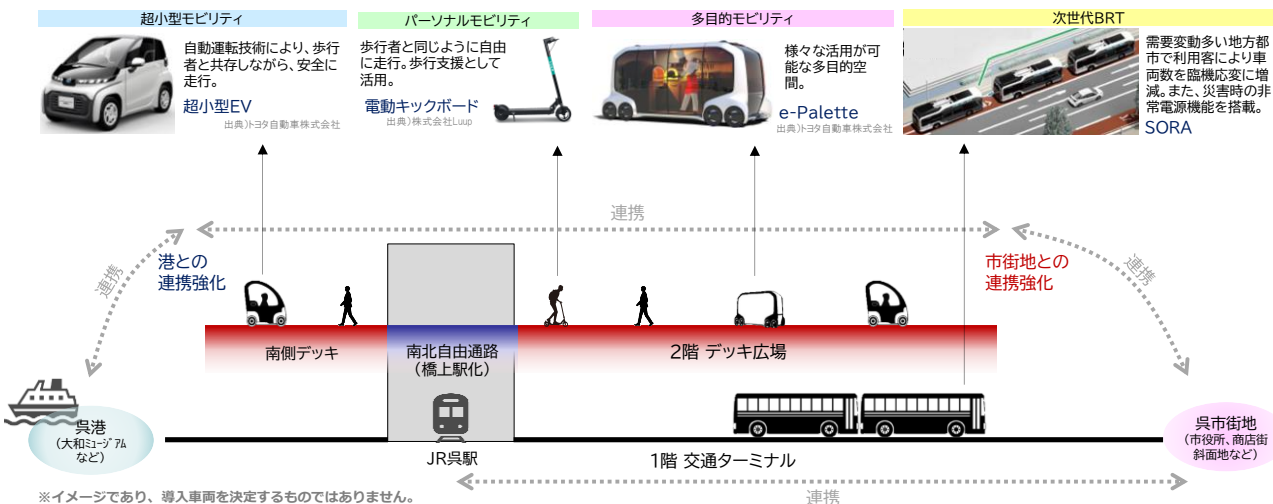 超小型モビリティ
自動運転技術により、歩行
者と共存しながら、安全に
走行。
超小型EV
出典)トヨタ自動車株式会社
パーソナルモビリティ
歩行者と同じように自由
に走行。歩行支援として
活用。
電動キックボード
出典)株式会社Luup
多目的モビリティ
様々な活用が可
能な多目的空
間。
e-Palette
出典)トヨタ自動車株式会社
次世代BRT
需要変動多い地方都
市で利用客により車
両数を臨機応変に増
減。また、災害時の非
常電源機能を搭載。
SORA
連携
連携
港との
連携強化
市街地との
連携強化
連携
南側デッキ
南北自由通路
(橋上駅化)
2階 デッキ広場
呉港
(大和ミュージアム
など)
呉市街地
(市役所、商店街
斜面地など)
JR呉駅
1階 交通ターミナル
連携
※イメージであり、導入車両を決定するものではありません。